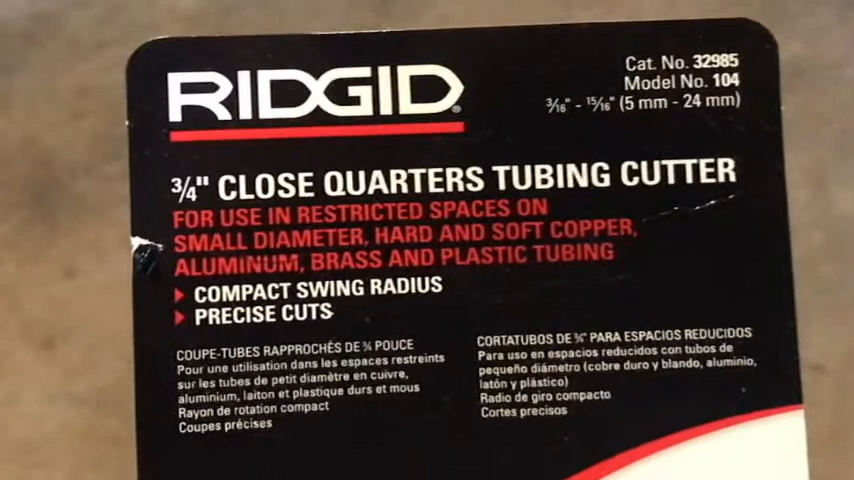 RIDGID®
Cat. No. 32985
Model No. 104
3/16" - 15/16" (5 mm - 24 mm)
3/4" CLOSE QUARTERS TUBING CUTTER
FOR USE IN RESTRICTED SPACES ON
SMALL DIAMETER, HARD AND SOFT COPPER,
ALUMINUM, BRASS AND PLASTIC TUBING
COMPACT SWING RADIUS
PRECISE CUTS
COUPE-TUBES RAPPROCHÉS DE ¾ POUCE
Pour une utilisation dans les espaces restreints
sur les tubes de petit diamètre en cuivre,
aluminium, laiton et plastique durs et mous
Rayon de rotation compact
Coupes précises
CORTATUBOS DE ¾" PARA ESPACIOS REDUCIDOS
Para uso en espacios reducidos con tubos de
pequeño diámetro (cobre duro y blando, aluminio,
latón y plástico)
Radio de giro compacto
Cortes precisos